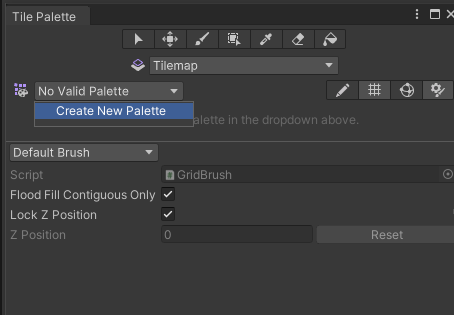 Tile Palette
Tilemap
No Valid Palette
Create New Palette
alette in the dropdown above.
Default Brush
Script
GridBrush
Flood Fill Contiguous Only
Lock Z Position
Z Position
0
Reset